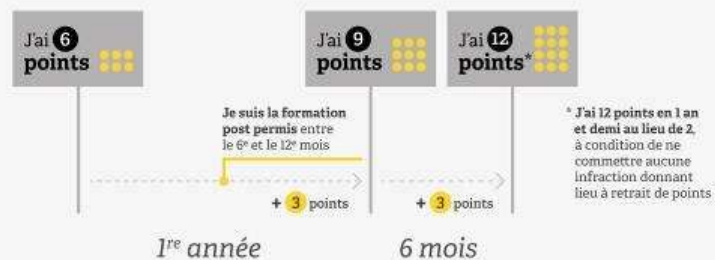 J'ai 6
points
J'ai 9
points
J'ai 12
points*
Je suis la formation
post permis entre
le 6e et le 12e mois
* J'ai 12 points en 1 an
et demi au lieu de 2,
à condition de ne
commettre aucune
infraction donnant
lieu à retrait de points
+ 3 points
+ 3 points
1re année
6 mois